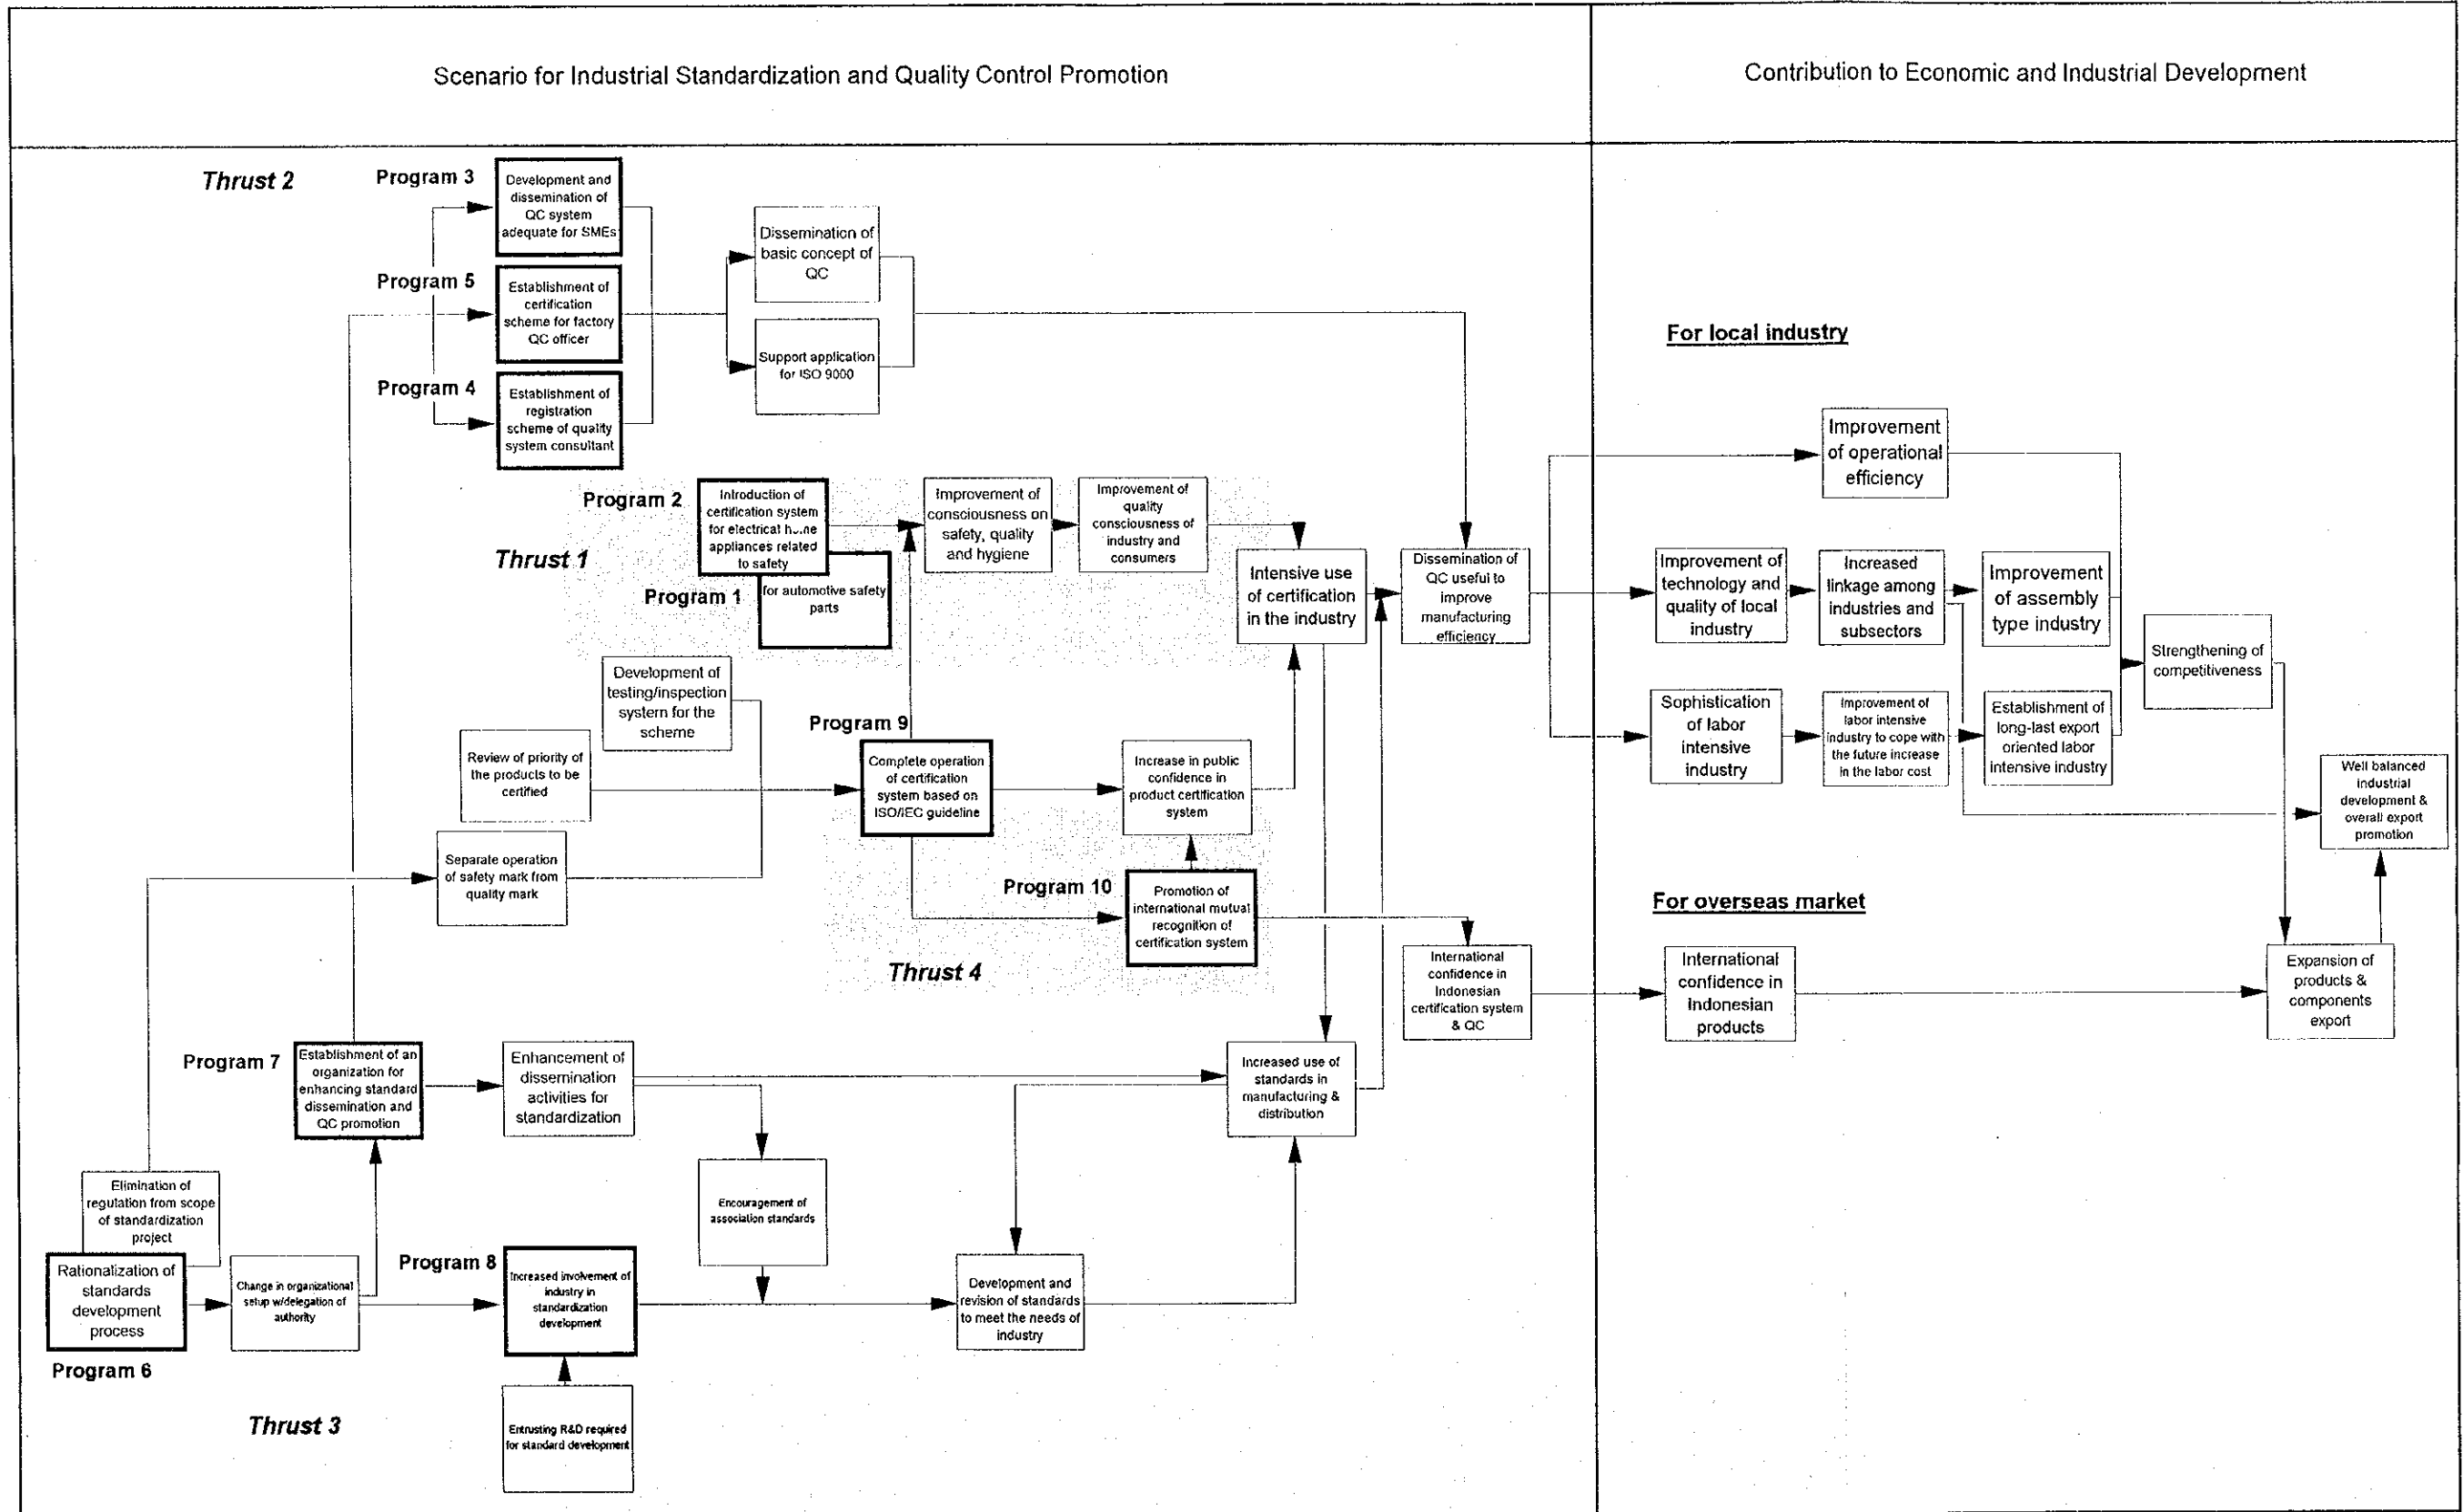 Scenario for Industrial Standardization and Quality Control Promotion
Contribution to Economic and Industrial Development
Thrust 2
Program 3
Development and
dissemination of
QC system
adequate for SMEs
Program 5
Establishment of
certification
scheme for factory
QC officer
Program 4
Establishment of
registration
scheme of quality
system consultant
Dissemination of
basic concept of
QC
Support application
for ISO 9000
Thrust 1
Program 2
Introduction of
certification system
for electrical
appliances related
to safety
Program 1
for automotive safety
parts
Improvement of
consciousness on
safety, quality
and hygiene
Improvement of
quality
consciousness of
industry and
consumers
Intensive use
of certification
in the industry
Dissemination of
QC useful to
improve
manufacturing
efficiency
Development of
testing/inspection
system for the
scheme
Review of priority of
the products to be
certified
Separate operation
of safety mark from
quality mark
Program 9
Complete operation
of certification
system based on
ISO/IEC guideline
Increase in public
confidence in
product certification
system
Program 10
Promotion of
international mutual
recognition of
certification system
Thrust 4
International
confidence in
Indonesian
certification system
& QC
Program 7
Establishment of an
organization for
enhancing standard
dissemination and
QC promotion
Enhancement of
dissemination
activities for
standardization
Increased use of
standards in
manufacturing &
distribution
Elimination of
regulation from scope
of standardization
project
Rationalization of
standards
development
process
Program 6
Change in organizational
setup w/delegation of
authority
Program 8
Increased involvement of
industry in
standardization
development
Encouragement of
association standards
Development and
revision of standards
to meet the needs of
industry
Entrusting R&D required
for standard development
Thrust 3
For local industry
Improvement
of operational
efficiency
Improvement of
technology and
quality of local
industry
Increased
linkage among
industries and
subsectors
Improvement
of assembly
type industry
Strengthening of
competitiveness
Sophistication
of labor
intensive
industry
Improvement of
labor intensive
industry to cope with
the future increase
in the labor cost
Establishment of
long-last export
oriented labor
intensive industry
Well balanced
industrial
development &
overall export
promotion
For overseas market
International
confidence in
Indonesian
products
Expansion of
products &
components
export